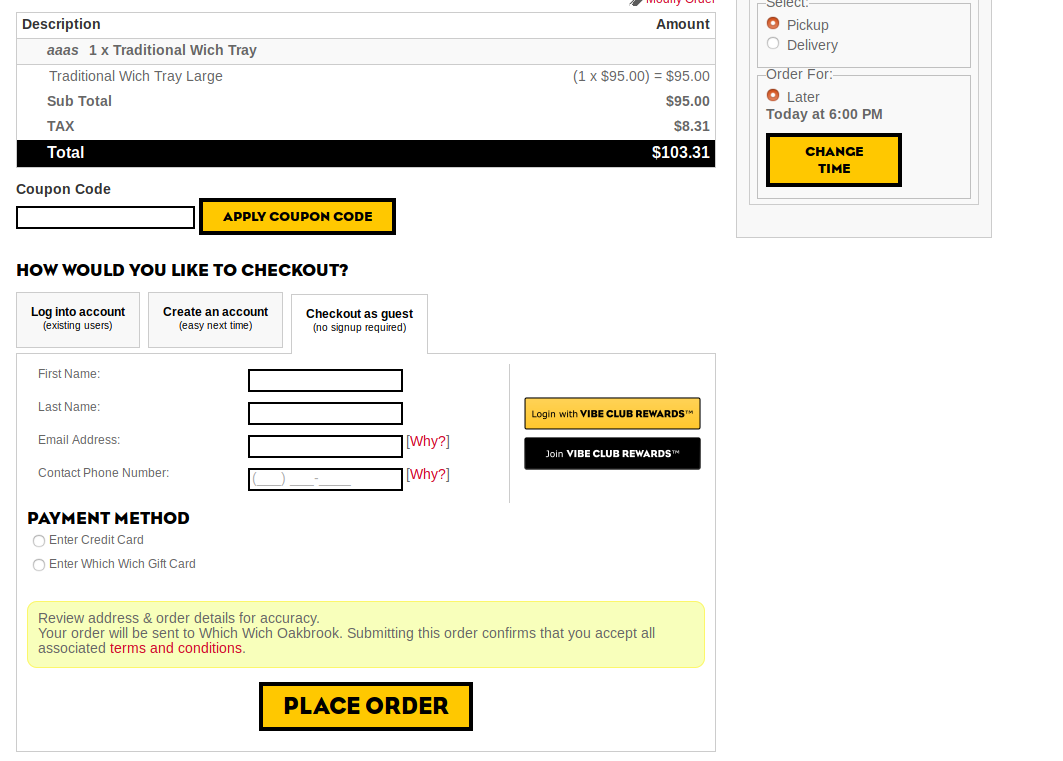 Modify Order
Description Amount
aaas 1 x Traditional Wich Tray
Traditional Wich Tray Large (1 x $95.00) = $95.00
Sub Total $95.00
TAX $8.31
Total $103.31
Coupon Code
APPLY COUPON CODE
HOW WOULD YOU LIKE TO CHECKOUT?
Log into account
(existing users)
Create an account
(easy next time)
Checkout as guest
(no signup required)
First Name:
Last Name:
Email Address: [Why?]
Contact Phone Number: (___) ___-____ [Why?]
Login with VIBE CLUB REWARDS™
Join VIBE CLUB REWARDS™
PAYMENT METHOD
Enter Credit Card
Enter Which Wich Gift Card
Review address & order details for accuracy.
Your order will be sent to Which Wich Oakbrook. Submitting this order confirms that you accept all
associated terms and conditions.
PLACE ORDER
Select:
Pickup
Delivery
Order For:
Later
Today at 6:00 PM
CHANGE
TIME